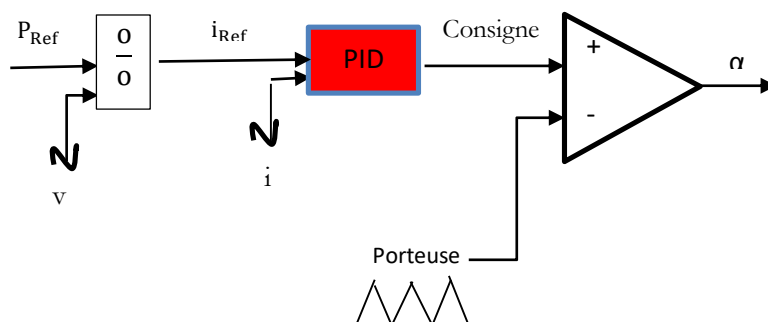 P_Ref
o
o
i_Ref
PID
Consigne
+
-
α
v
i
Porteuse